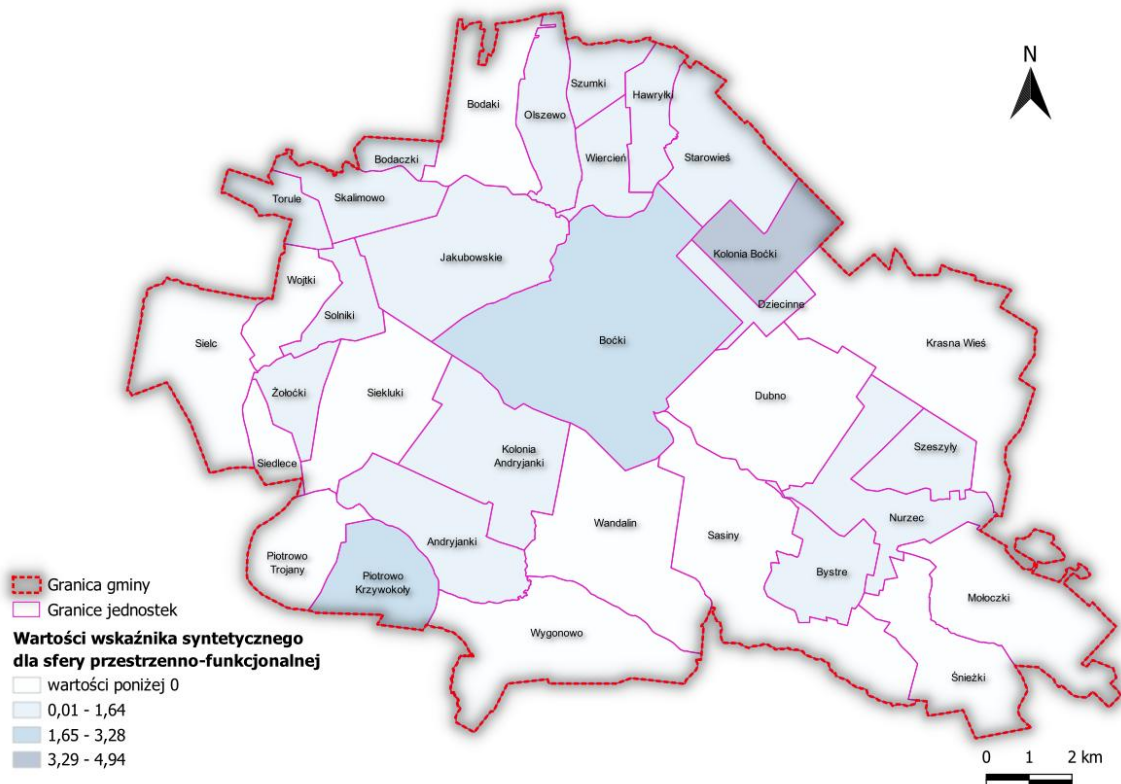 N
Szumki
Bodaki
Hawryłki
Olszewo
Wiercień
Starowieś
Bodaczki
Torule
Skalimowo
Kolonia Boćki
Jakubowskie
Wojtki
Dziecinne
Solniki
Boćki
Sielc
Krasna Wieś
Żołoćki
Siekluki
Dubno
Szeszyły
Kolonia
Andryjanki
Siedlece
Nurzec
Wandalin
Sasiny
Andryjanki
Piotrowo
Trojany
Bystre
Piotrowo
Krzywokoły
Mołoczki
Wygonowo
Śnieżki
Granica gminy
Granice jednostek
Wartości wskaźnika syntetycznego
dla sfery przestrzenno-funkcjonalnej
wartości poniżej 0
0,01 - 1,64
1,65 - 3,28
3,29 - 4,94
0 1 2 km